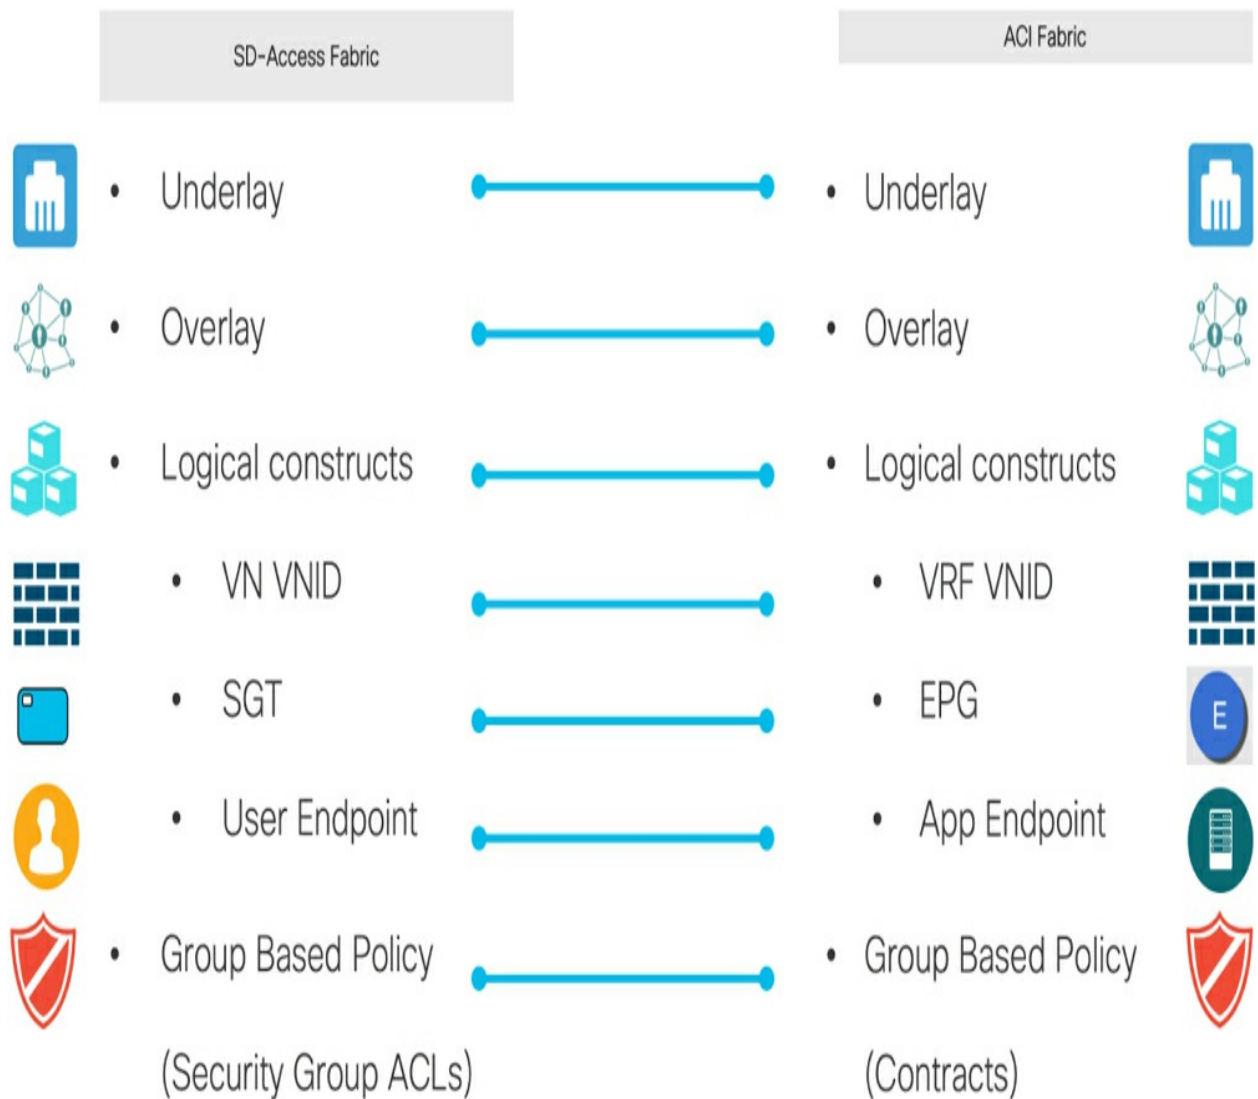 SD-Access Fabric
ACI Fabric
• Underlay
• Underlay
• Overlay
• Overlay
• Logical constructs
• Logical constructs
• VN VNID
• VRF VNID
• SGT
• EPG
E
• User Endpoint
• App Endpoint
• Group Based Policy
• Group Based Policy
(Security Group ACLs)
(Contracts)